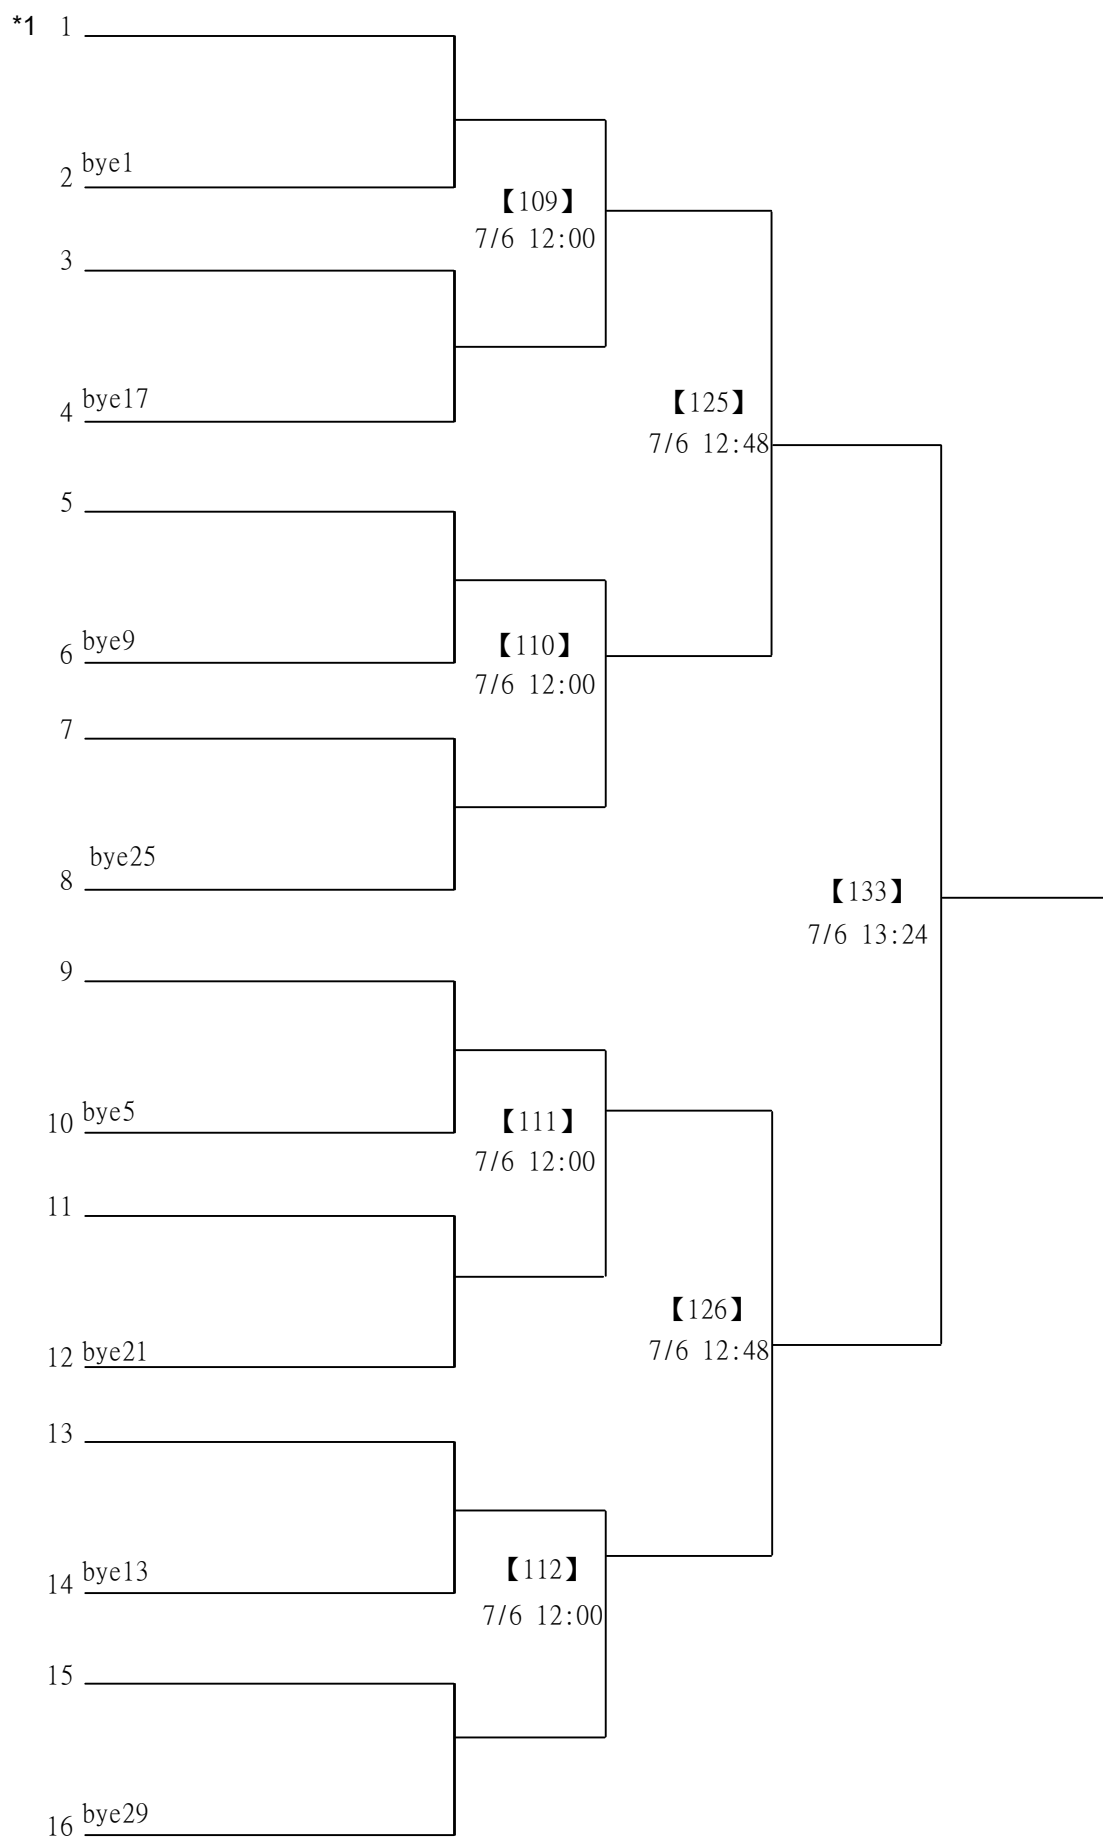 *1 1
2 bye1
【109】
7/6 12:00
3
4 bye17
【125】
7/6 12:48
5
6 bye9
【110】
7/6 12:00
7
8 bye25
【133】
7/6 13:24
9
10 bye5
【111】
7/6 12:00
11
【126】
7/6 12:48
12 bye21
13
14 bye13
【112】
7/6 12:00
15
16 bye29